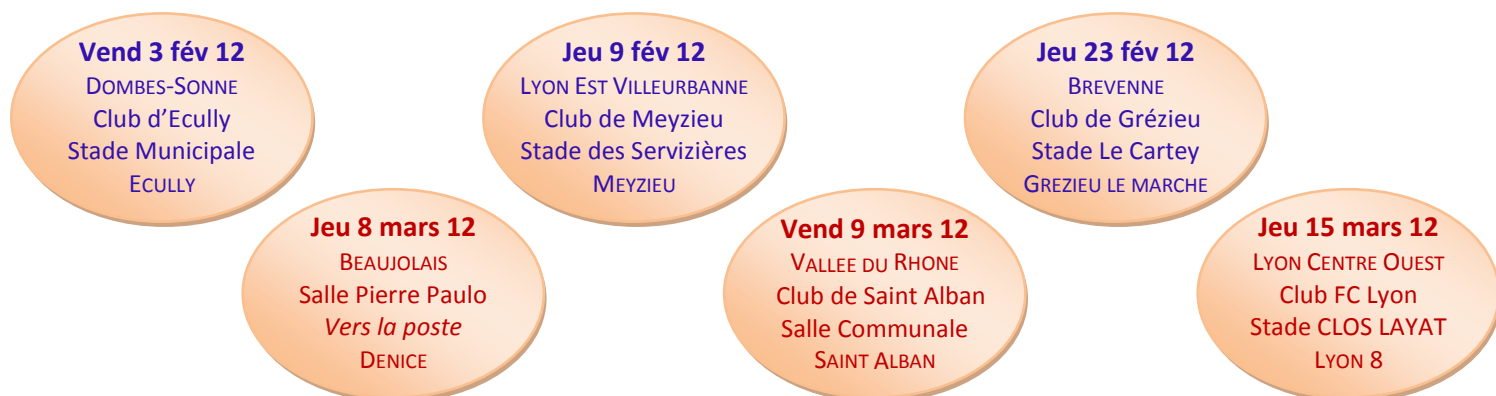 Vend 3 fév 12
DOMBES-SONNE
Club d’Ecully
Stade Municipale
ECULLY
Jeu 9 fév 12
LYON EST VILLEURBANNE
Club de Meyzieu
Stade des Servizières
MEYZIEU
Jeu 23 fév 12
BREVENNE
Club de Grézieu
Stade Le Cartey
GREZIEU LE MARCHE
Jeu 8 mars 12
BEAUJOLAIS
Salle Pierre Paulo
Vers la poste
DENICE
Vend 9 mars 12
VALLEE DU RHONE
Club de Saint Alban
Salle Communale
SAINT ALBAN
Jeu 15 mars 12
LYON CENTRE OUEST
Club FC Lyon
Stade CLOS LAYAT
LYON 8